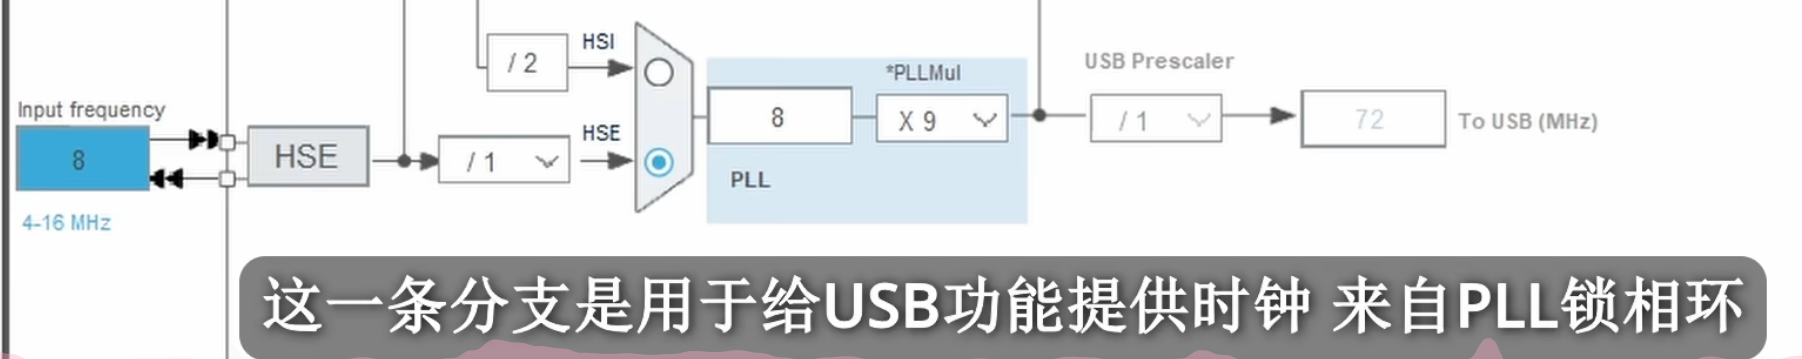 HSI
/ 2
*PLLMul
USB Prescaler
Input frequency
8
HSE
/ 1
HSE
8
X 9
/ 1
72
To USB (MHz)
PLL
4-16 MHz
这一条分支是用于给USB功能提供时钟 来自PLL锁相环